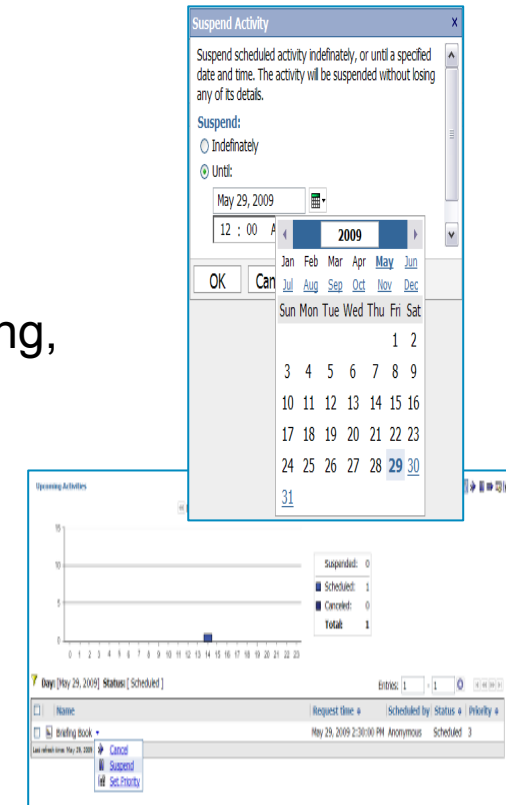 Suspend Activity x
Suspend scheduled activity indefinately, or until a specified
date and time. The activity will be suspended without losing
any of its details.
Suspend:
Indefinately
Until:
May 29, 2009
12 : 00 A
OK Can
2009
Jan Feb Mar Apr May Jun
Jul Aug Sep Oct Nov Dec
Sun Mon Tue Wed Thu Fri Sat
1 2
3 4 5 6 7 8 9
10 11 12 13 14 15 16
17 18 19 20 21 22 23
24 25 26 27 28 29 30
31
ng,
Upcoming Activities
15
10
5
0
0 1 2 3 4 5 6 7 8 9 10 11 12 13 14 15 16 17 18 19 20 21 22 23
Suspended: 0
Scheduled: 1
Canceled: 0
Total: 1
Day: [May 29, 2009] Status: [ Scheduled ]
Entries: 1 - 1
Name Request time Scheduled by Status Priority
Briefing Book May 29, 2009 2:30:00 PM Anonymous Scheduled 3
Last refresh time: May 29, 2009
Cancel
Suspend
Set Priority